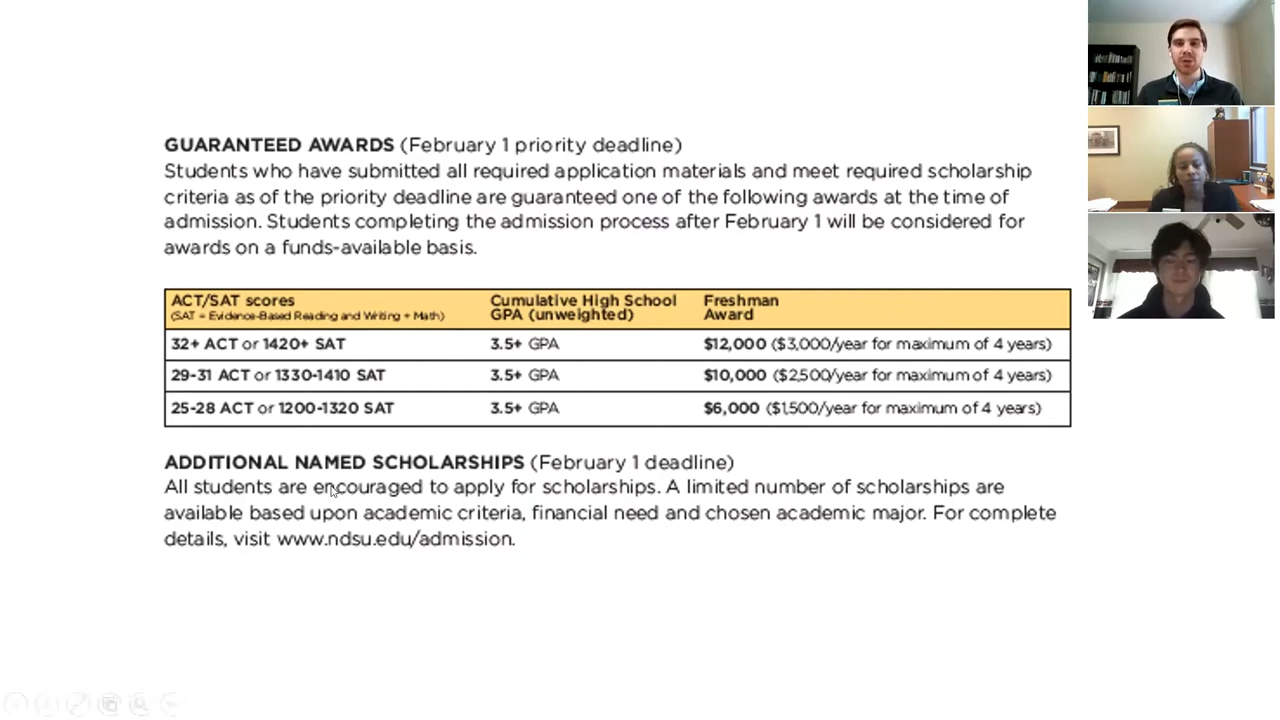 GUARANTEED AWARDS (February 1 priority deadline)
Students who have submitted all required application materials and meet required scholarship
criteria as of the priority deadline are guaranteed one of the following awards at the time of
admission. Students completing the admission process after February 1 will be considered for
awards on a funds-available basis.
ACT/SAT scores
(SAT = Evidence-Based Reading and Writing + Math)
Cumulative High School
GPA (unweighted)
Freshman
Award
32+ ACT or 1420+ SAT 3.5+ GPA $12,000 ($3,000/year for maximum of 4 years)
29-31 ACT or 1330-1410 SAT 3.5+ GPA $10,000 ($2,500/year for maximum of 4 years)
25-28 ACT or 1200-1320 SAT 3.5+ GPA $6,000 ($1,500/year for maximum of 4 years)
ADDITIONAL NAMED SCHOLARSHIPS (February 1 deadline)
All students are encouraged to apply for scholarships. A limited number of scholarships are
available based upon academic criteria, financial need and chosen academic major. For complete
details, visit www.ndsu.edu/admission.